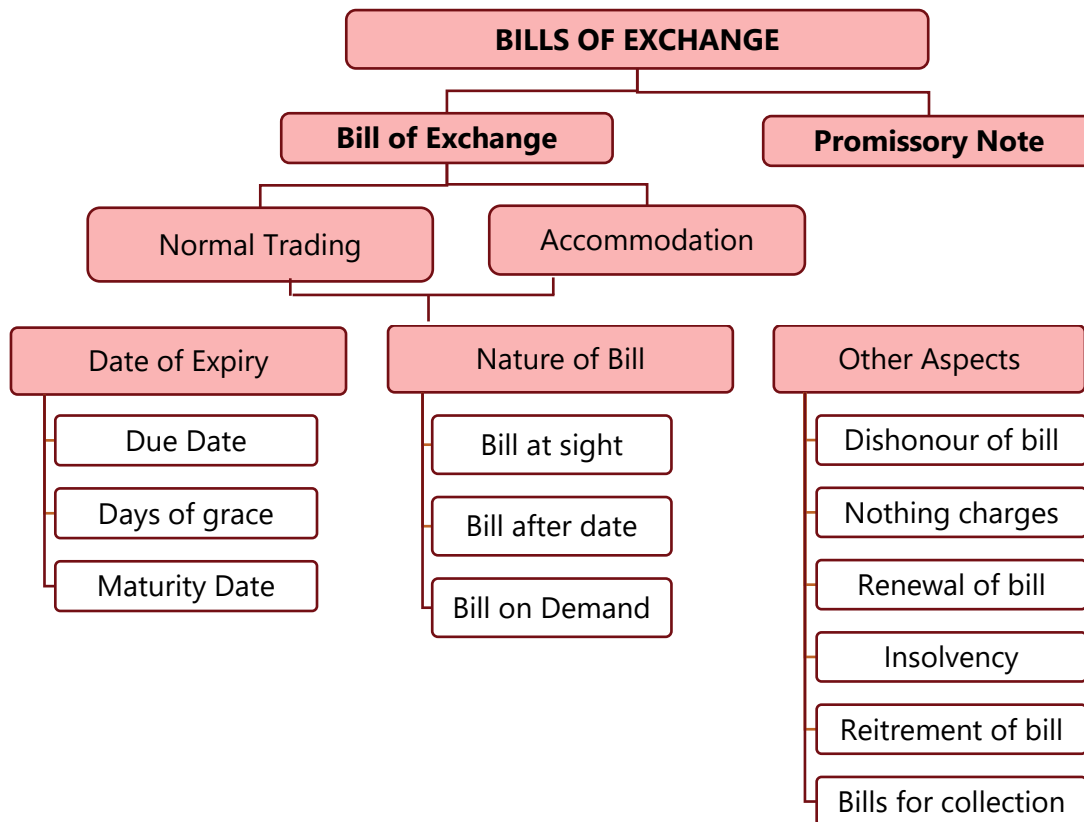 BILLS OF EXCHANGE
Bill of Exchange
Promissory Note
Normal Trading
Accommodation
Date of Expiry
Due Date
Days of grace
Maturity Date
Nature of Bill
Bill at sight
Bill after date
Bill on Demand
Other Aspects
Dishonour of bill
Nothing charges
Renewal of bill
Insolvency
Reitrement of bill
Bills for collection